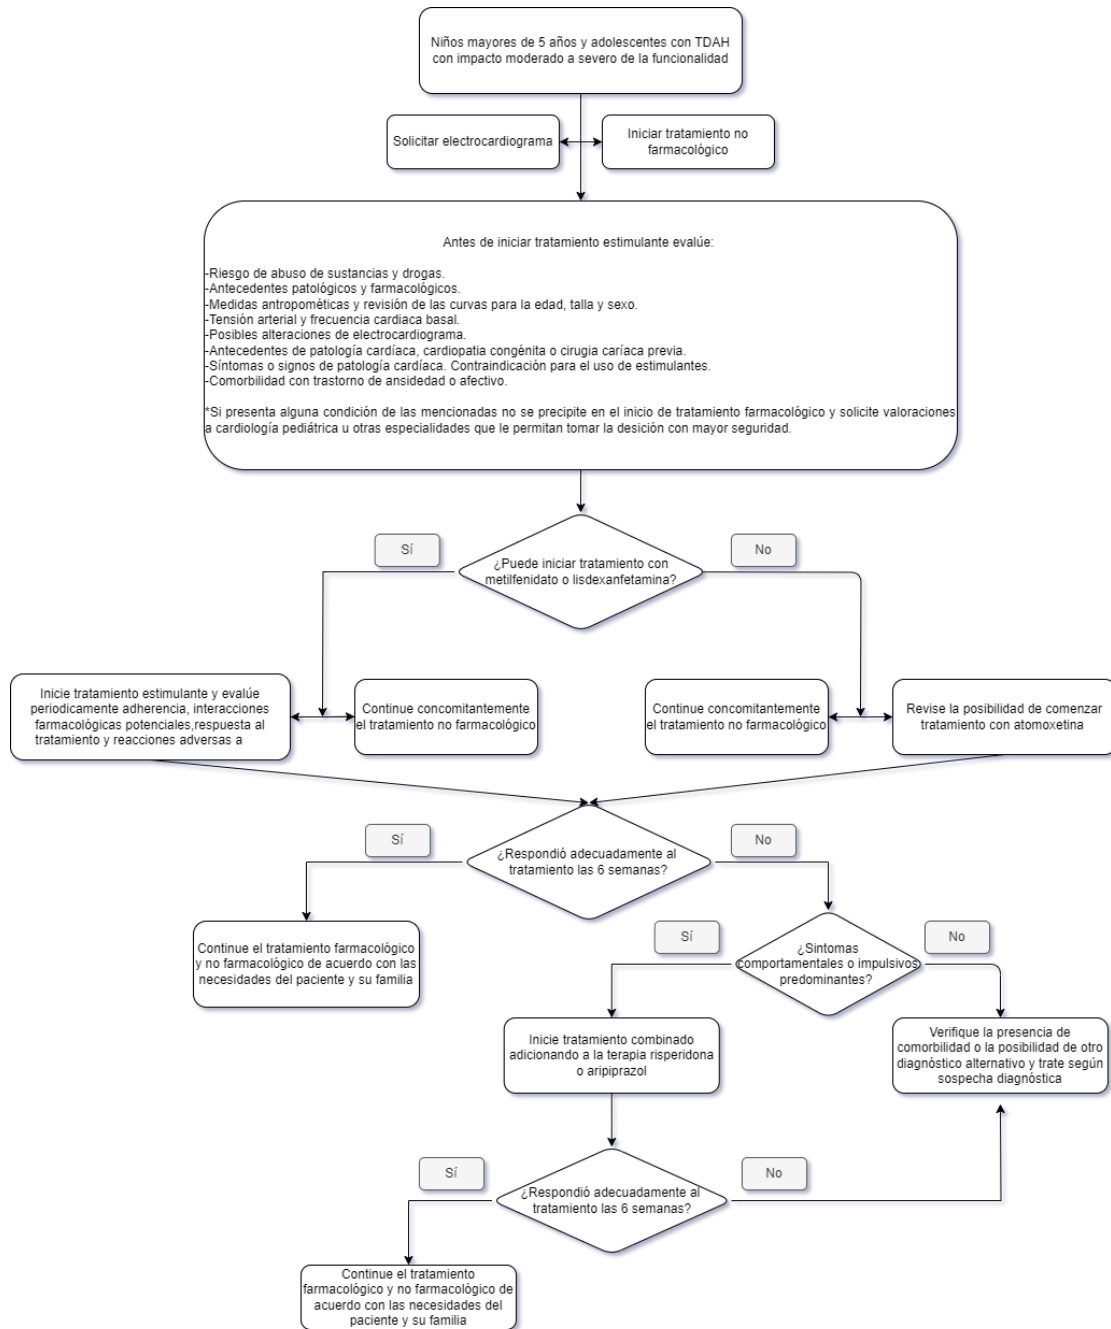 Niños mayores de 5 años y adolescentes con TDAH
con impacto moderado a severo de la funcionalidad
Solicitar electrocardiograma
Iniciar tratamiento no
farmacológico
Antes de iniciar tratamiento estimulante evalúe:
-Riesgo de abuso de sustancias y drogas.
-Antecedentes patológicos y farmacológicos.
-Medidas antropométicas y revisión de las curvas para la edad, talla y sexo.
-Tensión arterial y frecuencia cardiaca basal.
-Posibles alteraciones de electrocardiograma.
-Antecedentes de patología cardíaca, cardiopatia congénita o cirugia caríaca previa.
-Síntomas o signos de patología cardíaca. Contraindicación para el uso de estimulantes.
-Comorbilidad con trastorno de ansidedad o afectivo.
*Si presenta alguna condición de las mencionadas no se precipite en el inicio de tratamiento farmacológico y solicite valoraciones
a cardiología pediátrica u otras especialidades que le permitan tomar la desición con mayor seguridad.
Sí
¿Puede iniciar tratamiento con
metilfenidato o lisdexanfetamina?
No
Inicie tratamiento estimulante y evalúe
periodicamente adherencia, interacciones
farmacológicas potenciales,respuesta al
tratamiento y reacciones adversas a
Continue concomitantemente
el tratamiento no farmacológico
Continue concomitantemente
el tratamiento no farmacológico
Revise la posibilidad de comenzar
tratamiento con atomoxetina
Sí
¿Respondió adecuadamente al
tratamiento las 6 semanas?
No
Continue el tratamiento farmacológico
y no farmacológico de acuerdo con las
necesidades del paciente y su familia
Sí
¿Sintomas
comportamentales o impulsivos
predominantes?
No
Inicie tratamiento combinado
adicionando a la terapia risperidona
o aripiprazol
Verifique la presencia de
comorbilidad o la posibilidad de otro
diagnóstico alternativo y trate según
sospecha diagnóstica
Sí
¿Respondió adecuadamente al
tratamiento las 6 semanas?
No
Continue el tratamiento
farmacológico y no farmacológico de
acuerdo con las necesidades del
paciente y su familia